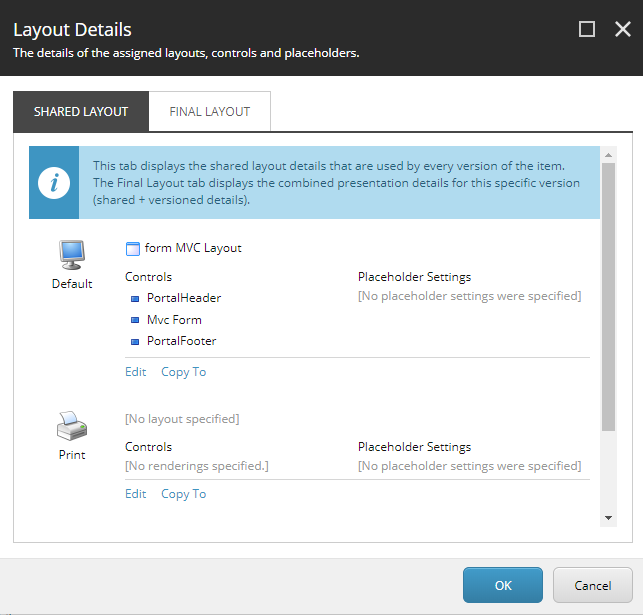 Layout Details
The details of the assigned layouts, controls and placeholders.
SHARED LAYOUT
FINAL LAYOUT
This tab displays the shared layout details that are used by every version of the item.
The Final Layout tab displays the combined presentation details for this specific version
(shared + versioned details).
form MVC Layout
Default
Controls
Placeholder Settings
PortalHeader
[No placeholder settings were specified]
Mvc Form
PortalFooter
Edit
Copy To
[No layout specified]
Print
Controls
Placeholder Settings
[No renderings specified.]
[No placeholder settings were specified]
Edit
Copy To
OK
Cancel